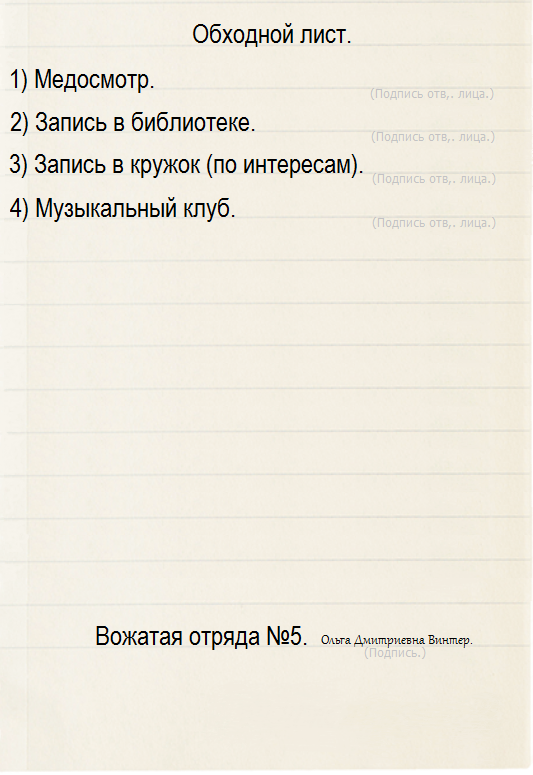 Обходной лист.
1) Медосмотр.
(Подпись отв,. лица.)
2) Запись в библиотеке.
(Подпись отв,. лица.)
3) Запись в кружок (по интересам).
(Подпись отв,. лица.)
4) Музыкальный клуб.
(Подпись отв,. лица.)
Вожатая отряда №5. Ольга Дмитриевна Винтер.
(Подпись.)